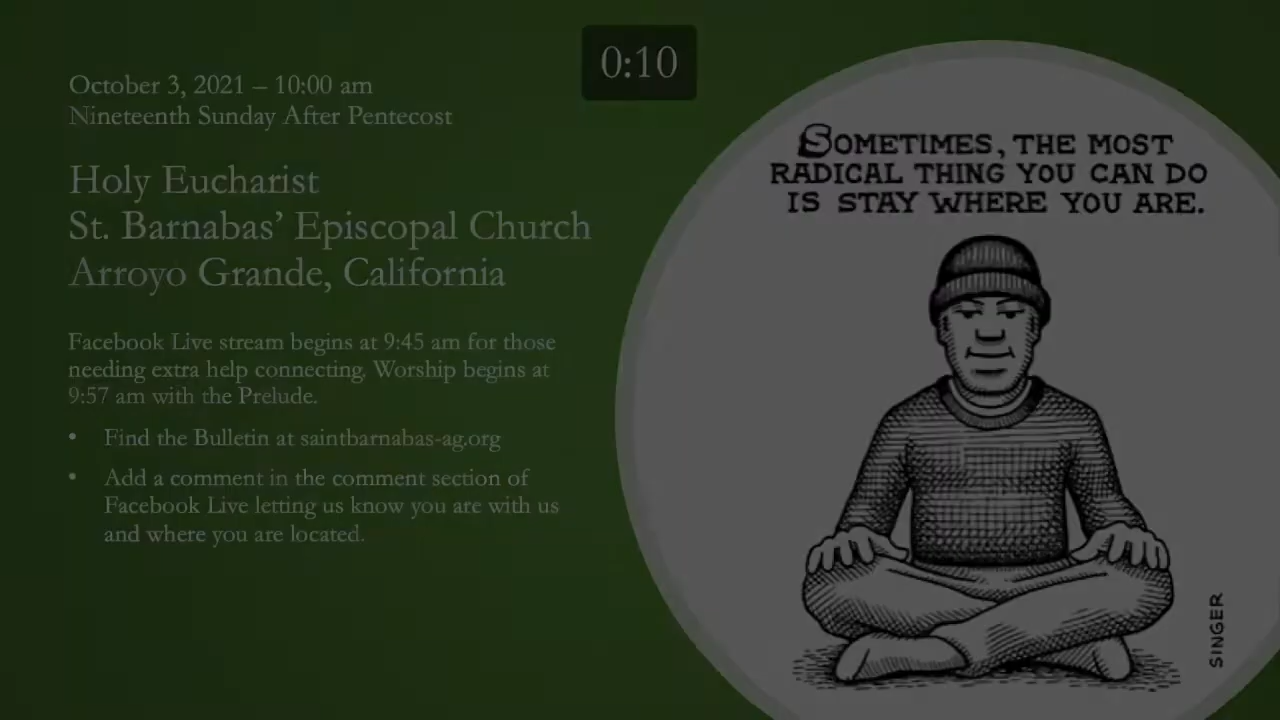 0:10
October 3, 2021 – 10:00 am
Nineteenth Sunday After Pentecost
Holy Eucharist
St. Barnabas’ Episcopal Church
Arroyo Grande, California
Facebook Live stream begins at 9:45 am for those
needing extra help connecting. Worship begins at
9:57 am with the Prelude.
• Find the Bulletin at saintbarnabas-ag.org
• Add a comment in the comment section of
Facebook Live letting us know you are with us
and where you are located.
SOMETIMES, THE MOST
RADICAL THING YOU CAN DO
IS STAY WHERE YOU ARE.
SINGER